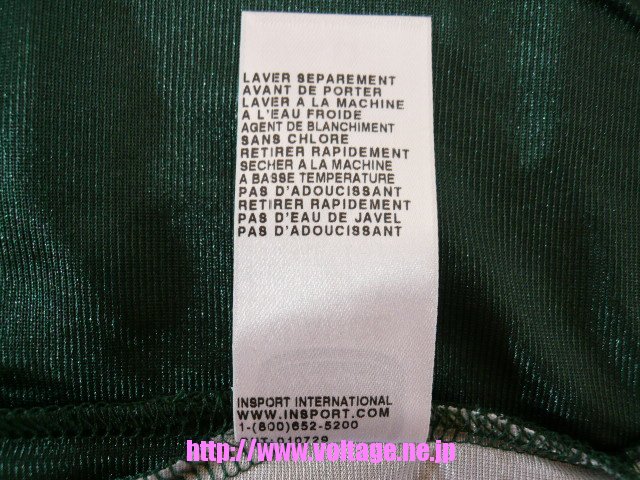 LAVER SEPAREMENT
AVANT DE PORTER
LAVER A LA MACHINE
A L'EAU FROIDE
AGENT DE BLANCHIMENT
SANS CHLORE
RETIRER RAPIDEMENT
SECHER A LA MACHINE
A BASSE TEMPERATURE
PAS D'ADOUCISSANT
RETIRER RAPIDEMENT
PAS D'EAU DE JAVEL
PAS D'ADOUCISSANT
INSPORT INTERNATIONAL
WWW.INSPORT.COM
1-(800)652-5200
010729
http://www.voltage.ne.jp